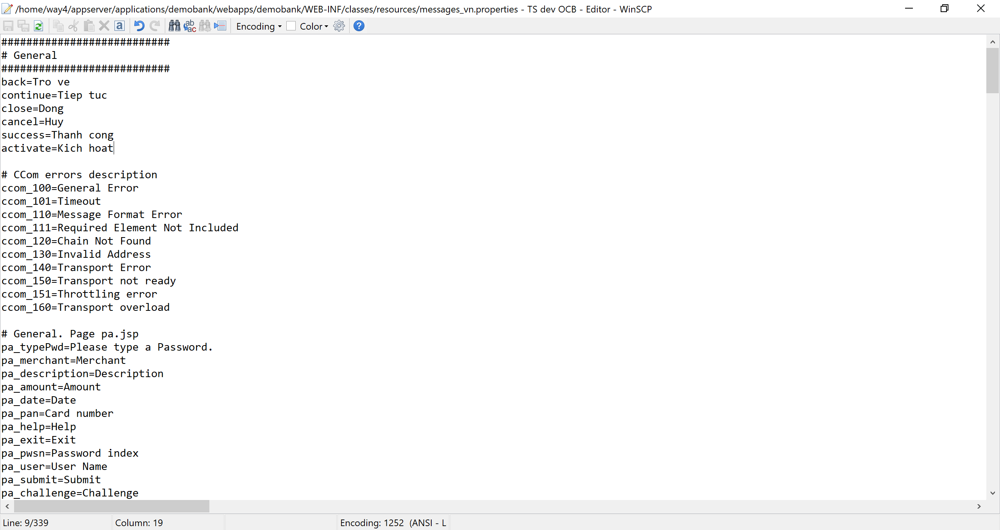 /home/way4/appserver/applications/demobank/webapps/demobank/WEB-INF/classes/resources/messages_vn.properties - TS dev OCB - Editor - WinSCP
Encoding Color
###########################
# General
###########################
back=Tro ve
continue=Tiep tuc
close=Dong
cancel=Huy
success=Thanh cong
activate=Kich hoat

# CCom errors description
ccom_100=General Error
ccom_101=Timeout
ccom_110=Message Format Error
ccom_111=Required Element Not Included
ccom_120=Chain Not Found
ccom_130=Invalid Address
ccom_140=Transport Error
ccom_150=Transport not ready
ccom_151=Throttling error
ccom_160=Transport overload

# General. Page pa.jsp
pa_typePwd=Please type a Password.
pa_merchant=Merchant
pa_description=Description
pa_amount=Amount
pa_date=Date
pa_pan=Card number
pa_help=Help
pa_exit=Exit
pa_pwsn=Password index
pa_user=User Name
pa_submit=Submit
pa_challenge=Challenge
Line: 9/339 Column: 19 Encoding: 1252 (ANSI - L